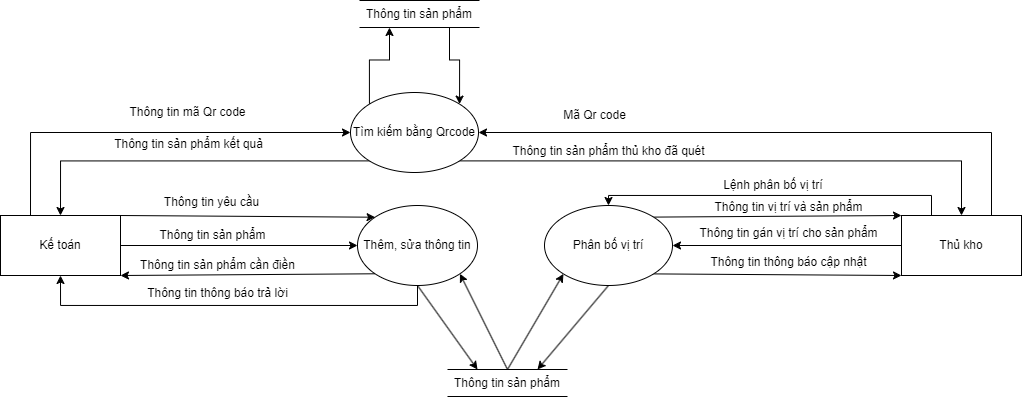 Thông tin sản phẩm
Thông tin mã Qr code
Mã Qr code
Tìm kiếm bằng Qrcode
Thông tin sản phẩm kết quả
Thông tin sản phẩm thủ kho đã quét
Lệnh phân bố vị trí
Thông tin yêu cầu
Thông tin vị trí và sản phẩm
Thông tin sản phẩm
Thông tin gán vị trí cho sản phẩm
Kế toán
Thêm, sửa thông tin
Phân bố vị trí
Thủ kho
Thông tin sản phẩm cần điền
Thông tin thông báo cập nhật
Thông tin thông báo trả lời
Thông tin sản phẩm